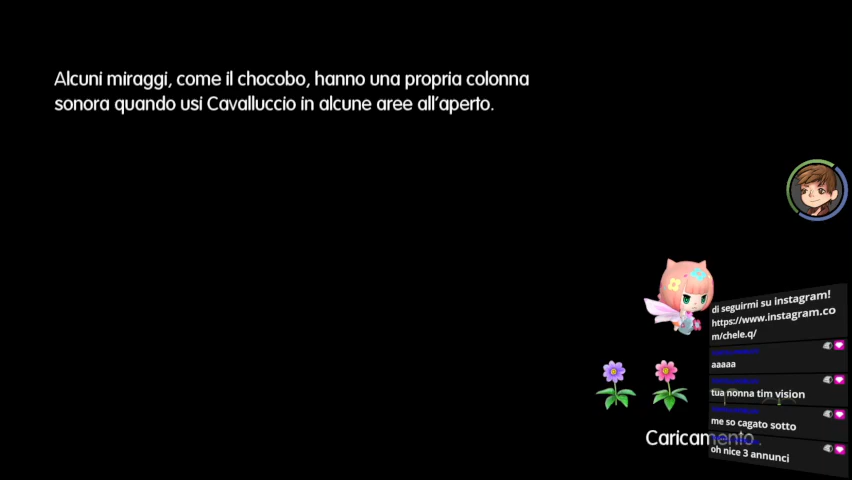 Alcuni miraggi, come il chocobo, hanno una propria colonna
sonora quando usi Cavalluccio in alcune aree all'aperto.
di seguirmi su instagram!
https://www.instagram.co
m/chele.q/
aaaaa
tua nonna tim vision
me so cagato sotto
oh nice 3 annunci
Caricamento .